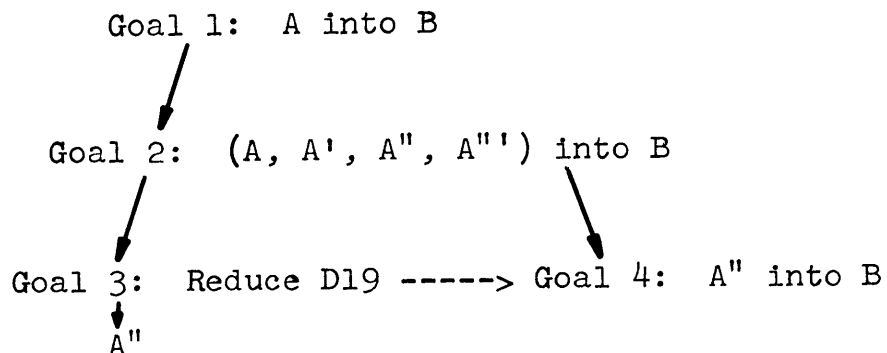 Goal 1: A into B
Goal 2: (A, A', A", A"') into B
Goal 3: Reduce D19 -----> Goal 4: A" into B
A"